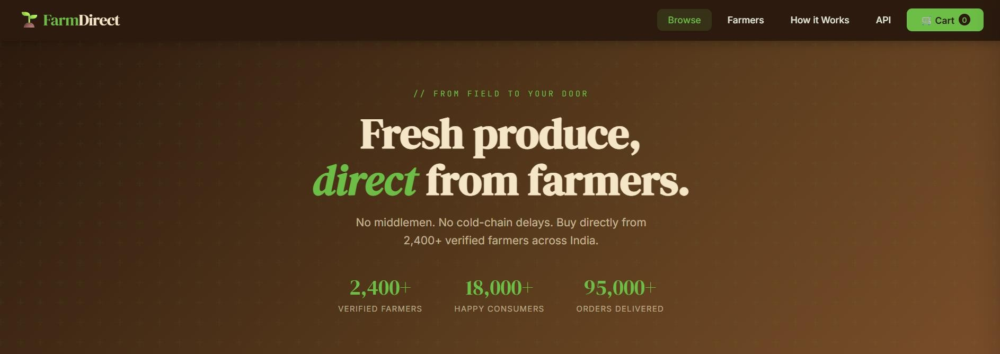 FarmDirect
Browse
Farmers
How it Works
API
Cart 0
// FROM FIELD TO YOUR DOOR
Fresh produce,
direct from farmers.
No middlemen. No cold-chain delays. Buy directly from
2,400+ verified farmers across India.
2,400+ 18,000+ 95,000+
VERIFIED FARMERS HAPPY CONSUMERS ORDERS DELIVERED